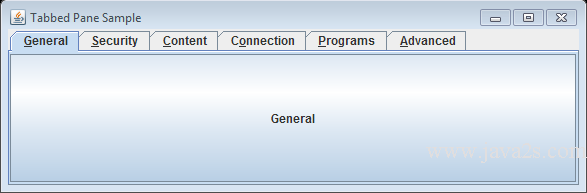 Tabbed Pane Sample
General Security Content Connection Programs Advanced
General
www.java2s.com